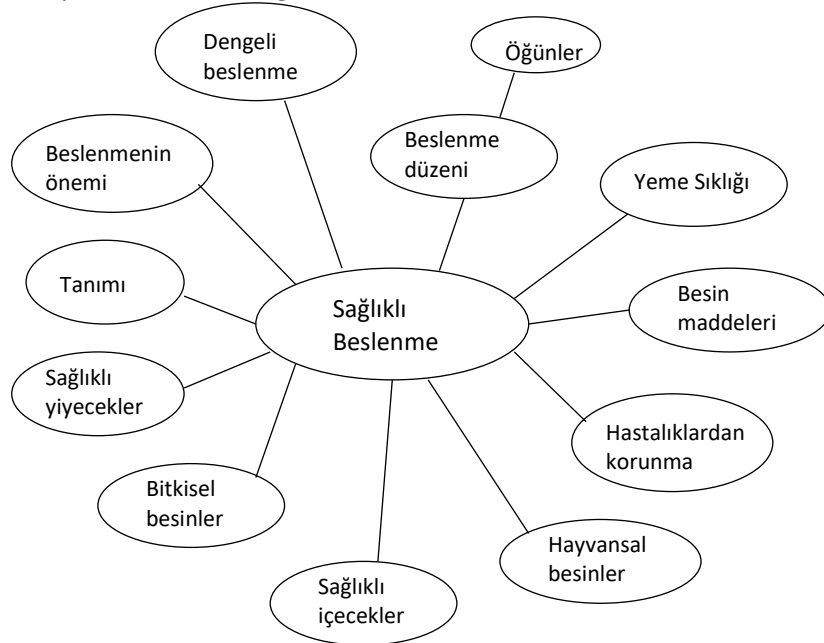 Dengeli
beslenme
Öğünler
Beslenmenin
önemi
Beslenme
düzeni
Yeme Sıklığı
Tanımı
Sağlıklı
Beslenme
Besin
maddeleri
Sağlıklı
yiyecekler
Hastalıklardan
korunma
Bitkisel
besinler
Hayvansal
besinler
Sağlıklı
içecekler